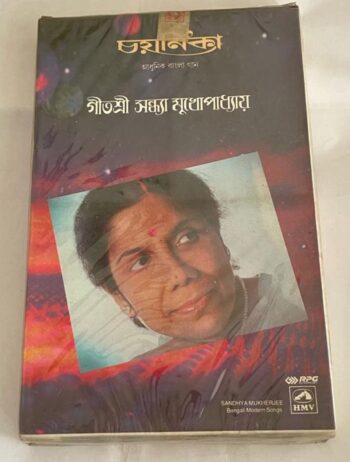 চয়নিকা
আধুনিক বাংলা গান
গীতশ্রী সন্ধ্যা মুখোপাধ্যায়
RPG
SANDHYA MUKHERJEE
Bengali Modern Songs
HMV